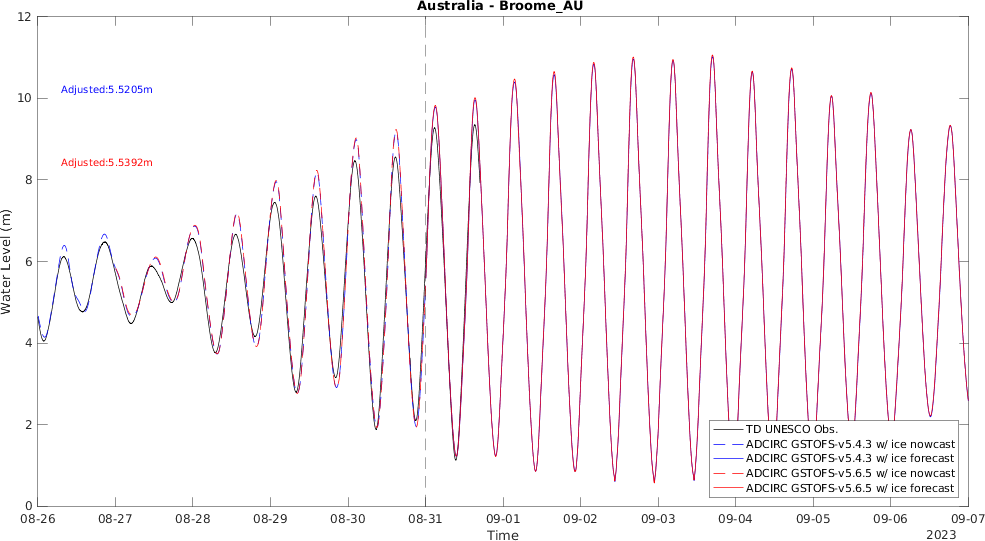 Australia - Broome_AU
12
10
8
6
4
2
0
Water Level (m)
Adjusted:5.5205m
Adjusted:5.5392m
TD UNESCO Obs.
ADCIRC GSTOFS-v5.4.3 w/ ice nowcast
ADCIRC GSTOFS-v5.4.3 w/ ice forecast
ADCIRC GSTOFS-v5.6.5 w/ ice nowcast
ADCIRC GSTOFS-v5.6.5 w/ ice forecast
08-26 08-27 08-28 08-29 08-30 08-31 09-01 09-02 09-03 09-04 09-05 09-06 09-07
Time
2023